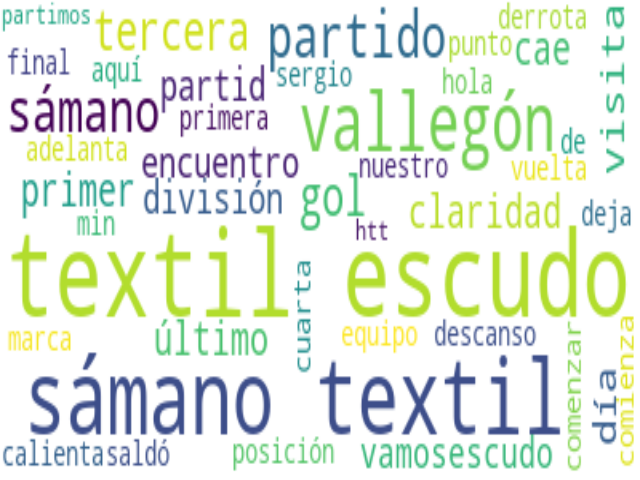 partimos
tercera
partido
derrota
punto
cae
visita
final
aquí
partid
sergio
hola
sámano
primera
vallegón
de
adelanta
encuentro
nuestro
vuelta
primer
división
gol
claridad
deja
min
htt
textil
escudo
cuarta
marca
último
equipo
descanso
comenzar
comienza
sámano textil
día
calienta
saldó
posición
vamosescudo